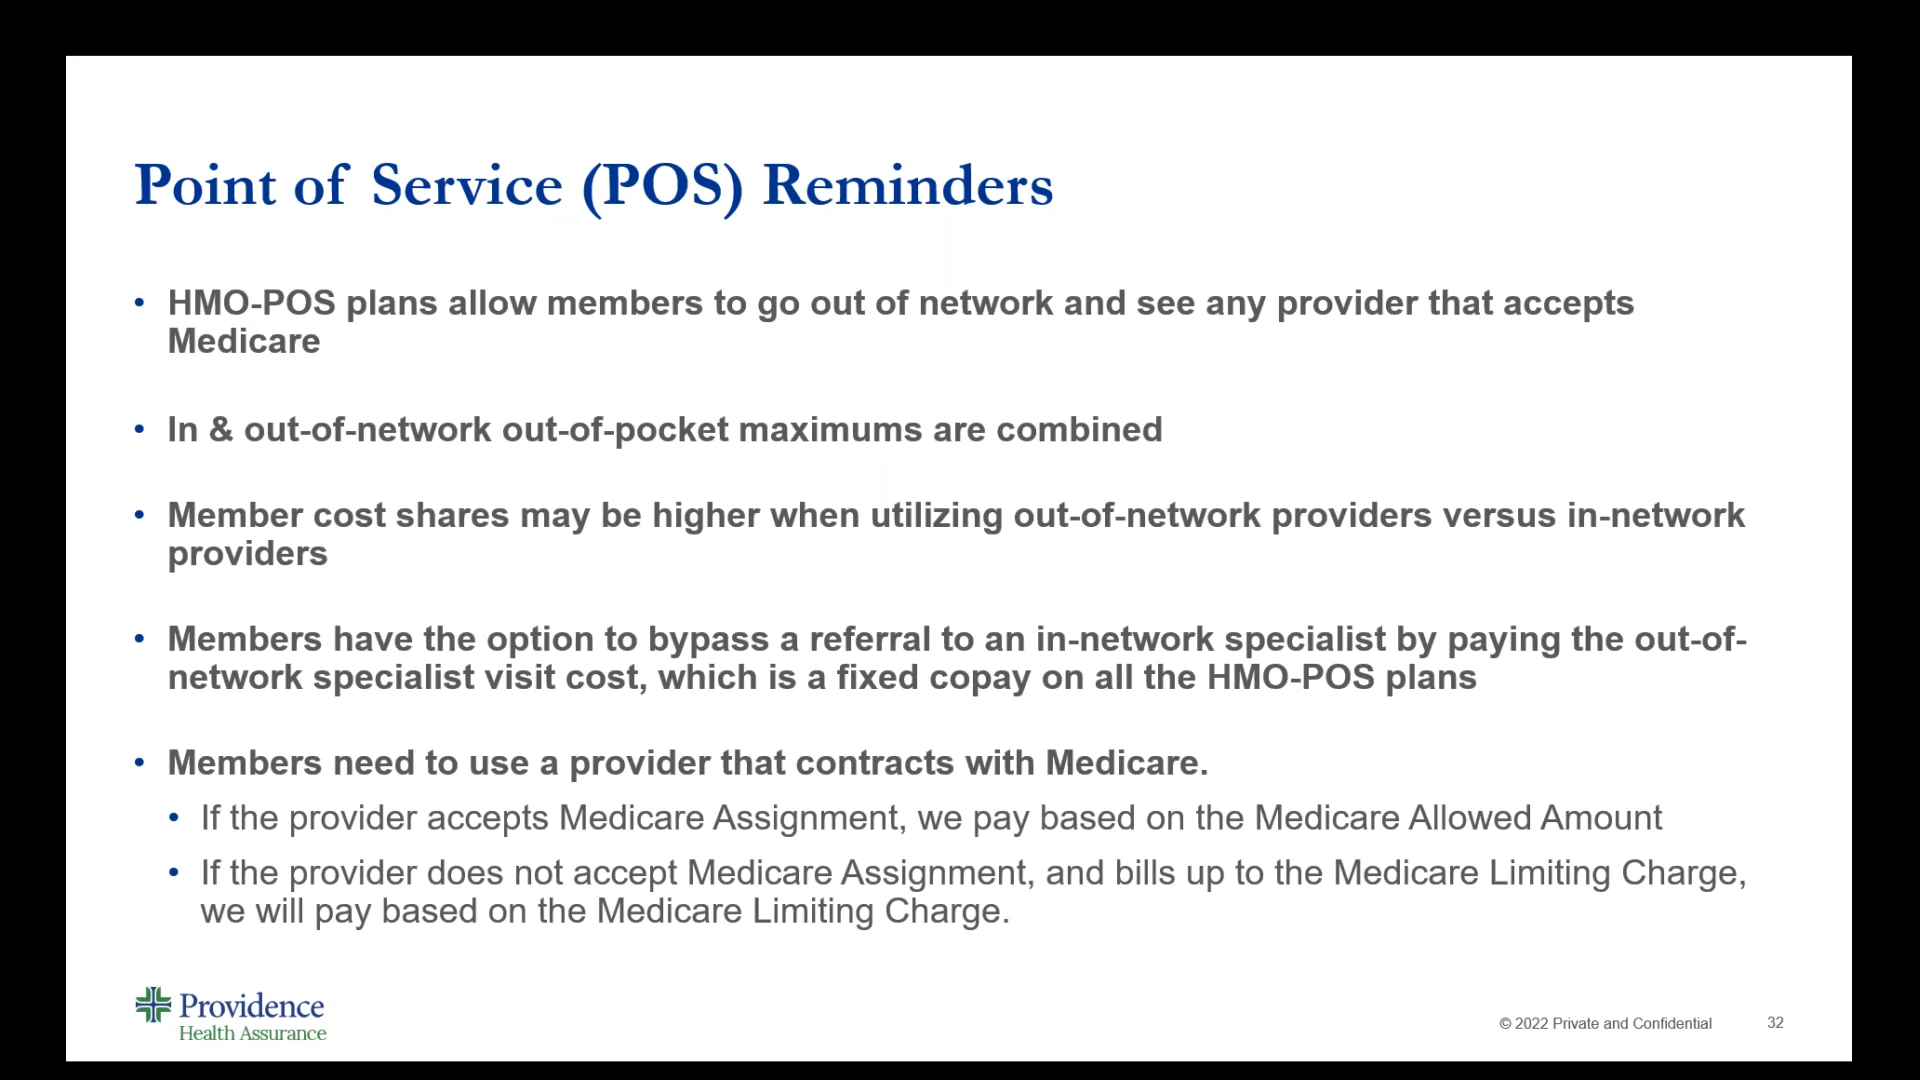 Point of Service (POS) Reminders
• HMO-POS plans allow members to go out of network and see any provider that accepts
Medicare
• In & out-of-network out-of-pocket maximums are combined
• Member cost shares may be higher when utilizing out-of-network providers versus in-network
providers
• Members have the option to bypass a referral to an in-network specialist by paying the out-of-
network specialist visit cost, which is a fixed copay on all the HMO-POS plans
• Members need to use a provider that contracts with Medicare.
• If the provider accepts Medicare Assignment, we pay based on the Medicare Allowed Amount
• If the provider does not accept Medicare Assignment, and bills up to the Medicare Limiting Charge,
we will pay based on the Medicare Limiting Charge.
Providence
Health Assurance
© 2022 Private and Confidential 32